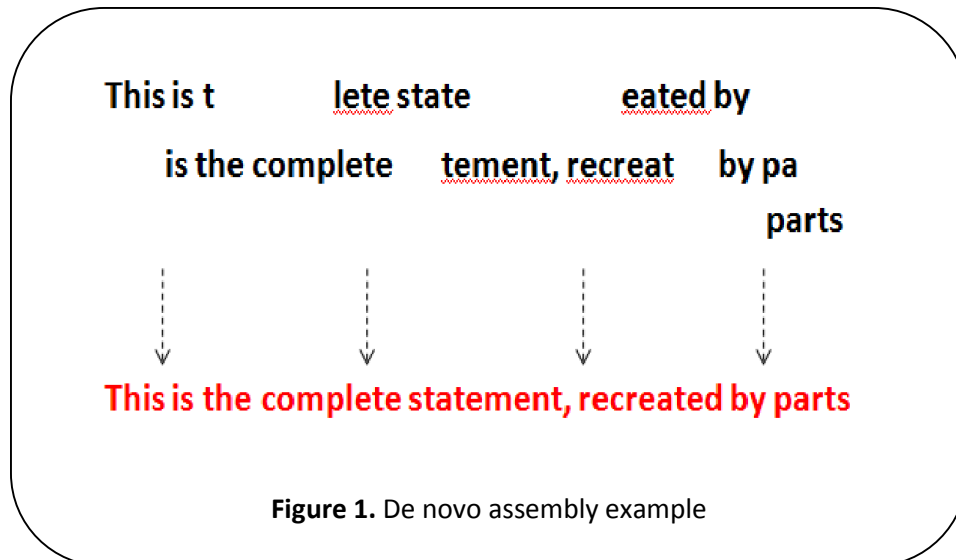 This is t lete state eated by
is the complete tement, recreat by pa
parts
This is the complete statement, recreated by parts
Figure 1. De novo assembly example